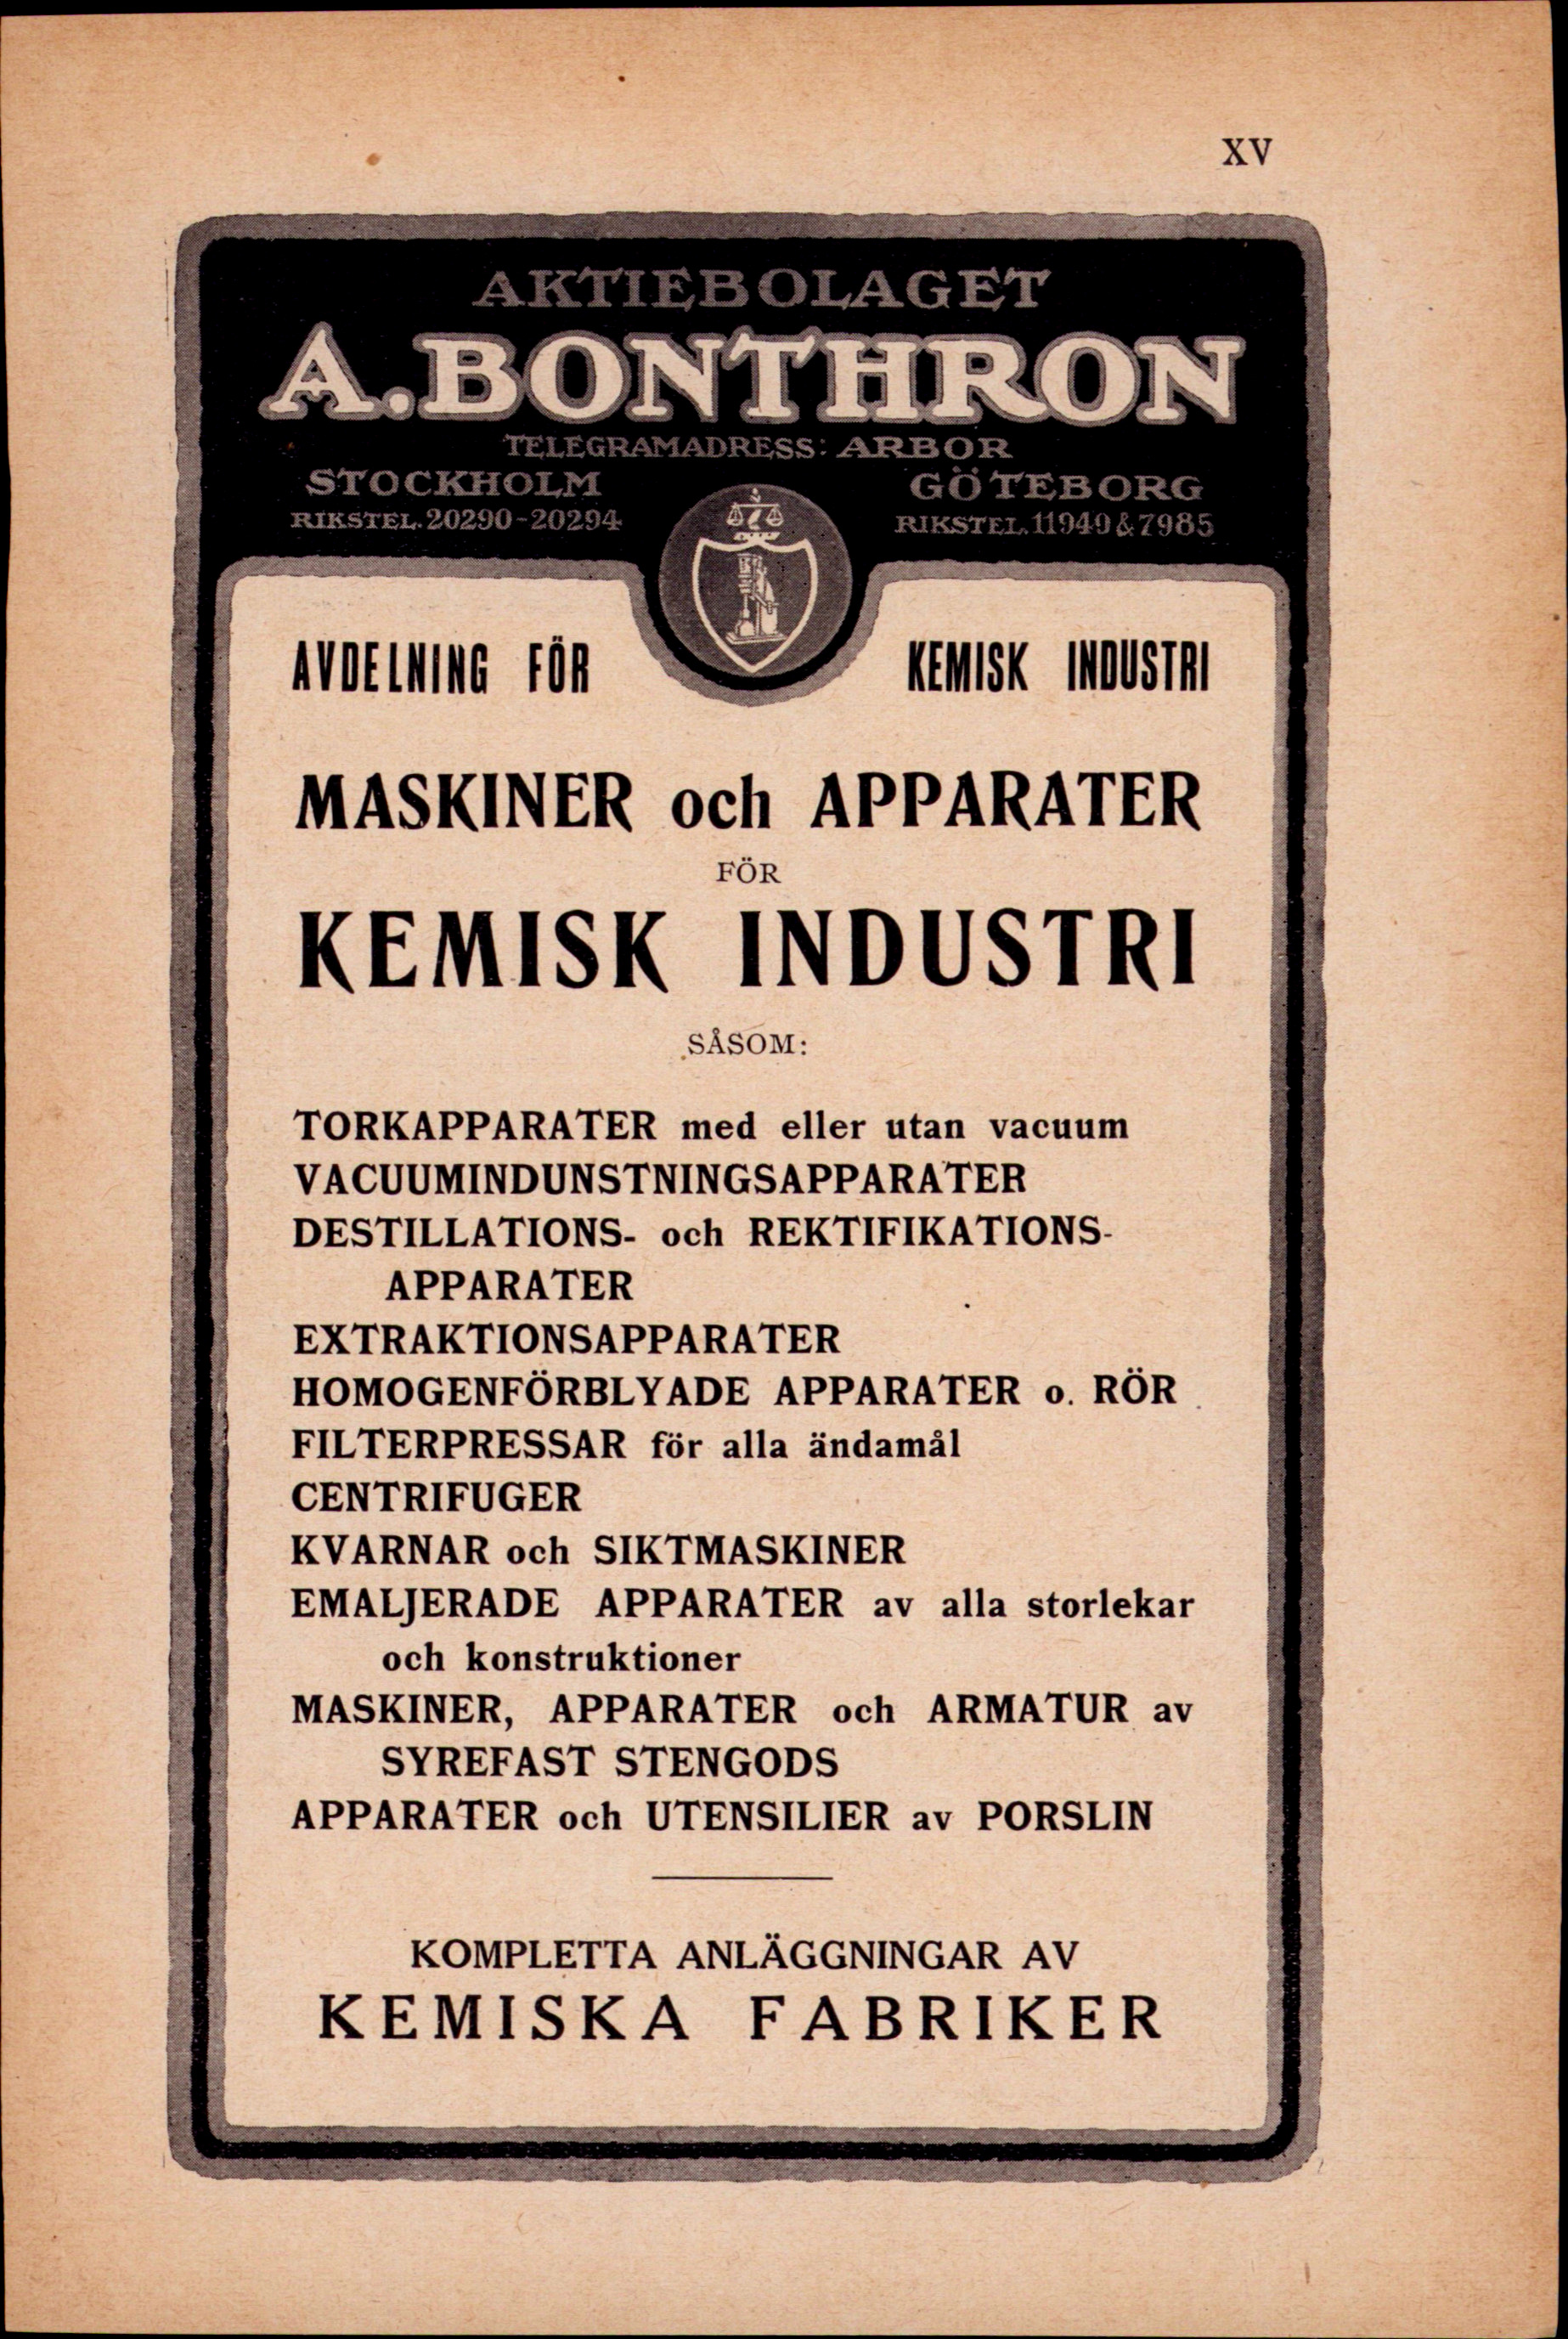 XV
AKTIEBOLAGET
A. BONTHRON
TELEGRAMADRESS: ARBOR
STOCKHOLM
RIKSTEL. 20290-20294
GÖTEBORG
RIKSTEL. 11940 & 7985
AVDELNING FÖR KEMISK INDUSTRI
MASKINER och APPARATER
FÖR
KEMISK INDUSTRI
SÅSOM:
TORKAPPARATER med eller utan vacuum
VACUUMINDUNSTNINGSAPPARATER
DESTILLATIONS- och REKTIFIKATIONS-
APPARATER
EXTRAKTIONSAPPARATER
HOMOGENFÖRBLYADE APPARATER o. RÖR
FILTERPRESSAR för alla ändamål
CENTRIFUGER
KVARNAR och SIKTMASKINER
EMALJERADE APPARATER av alla storlekar
och konstruktioner
MASKINER, APPARATER och ARMATUR av
SYREFAST STENGODS
APPARATER och UTENSILIER av PORSLIN
KOMPLETTA ANLÄGGNINGAR AV
KEMISKA FABRIKER